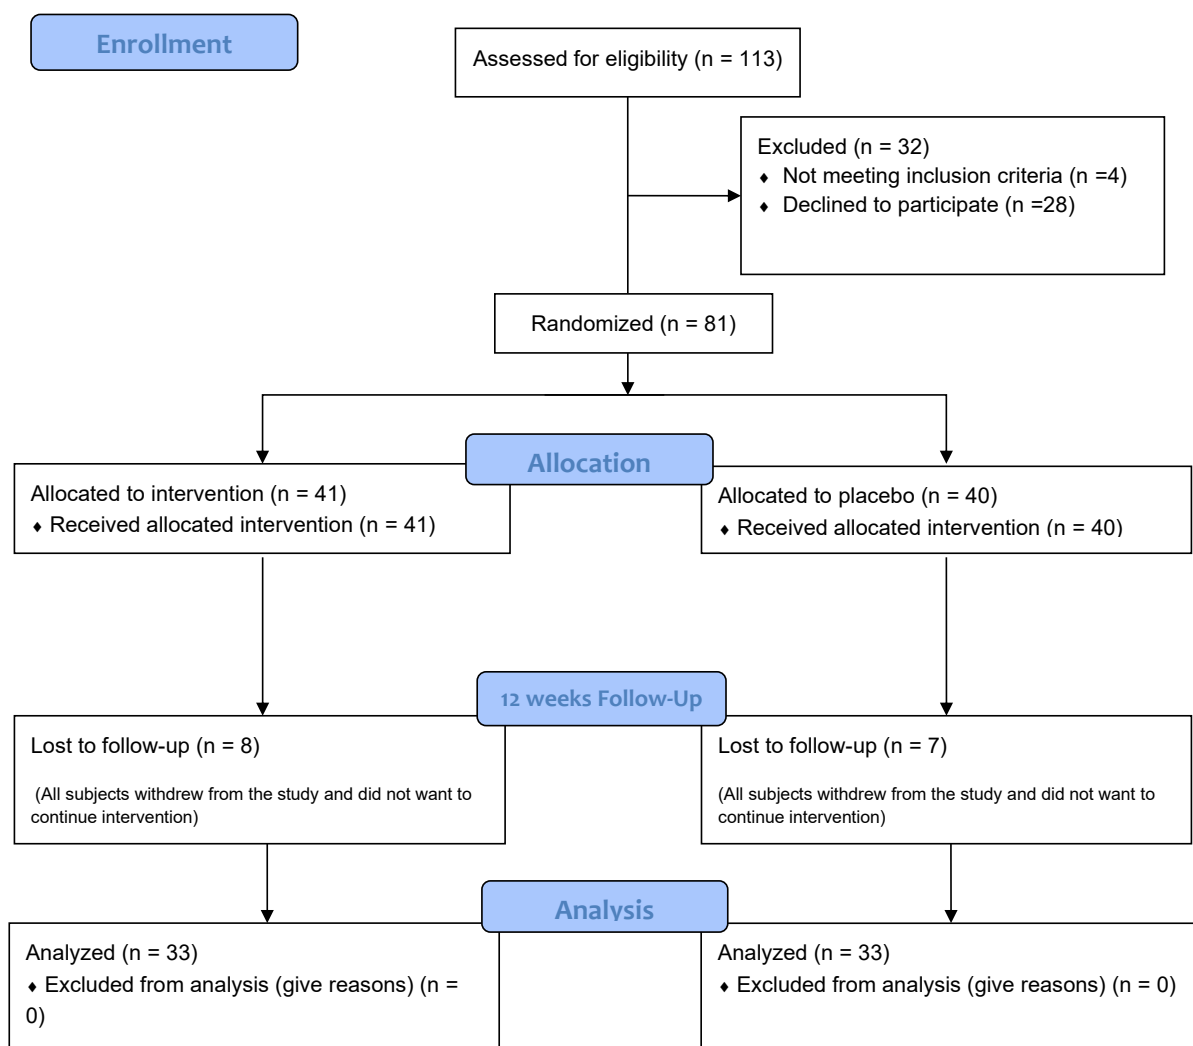 Enrollment
Assessed for eligibility (n = 113)
Excluded (n = 32)
♦ Not meeting inclusion criteria (n =4)
♦ Declined to participate (n =28)
Randomized (n = 81)
Allocation
Allocated to intervention (n = 41)
♦ Received allocated intervention (n = 41)
Allocated to placebo (n = 40)
♦ Received allocated intervention (n = 40)
12 weeks Follow-Up
Lost to follow-up (n = 8)
(All subjects withdrew from the study and did not want to
continue intervention)
Lost to follow-up (n = 7)
(All subjects withdrew from the study and did not want to
continue intervention)
Analysis
Analyzed (n = 33)
♦ Excluded from analysis (give reasons) (n =
0)
Analyzed (n = 33)
♦ Excluded from analysis (give reasons) (n = 0)